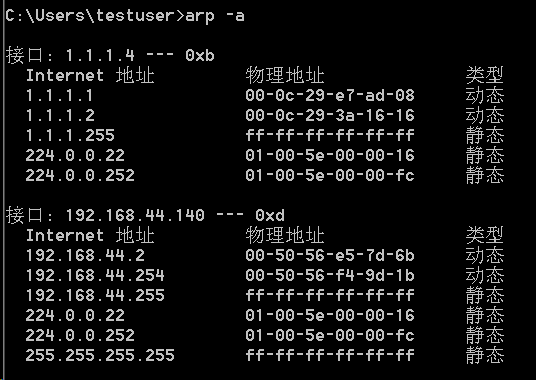 C:\Users\testuser>arp -a
接口: 1.1.1.4 --- 0xb
Internet 地址 物理地址 类型
1.1.1.1 00-0c-29-e7-ad-08 动态
1.1.1.2 00-0c-29-3a-16-16 动态
1.1.1.255 ff-ff-ff-ff-ff-ff 静态
224.0.0.22 01-00-5e-00-00-16 静态
224.0.0.252 01-00-5e-00-00-fc 静态
接口: 192.168.44.140 --- 0xd
Internet 地址 物理地址 类型
192.168.44.2 00-50-56-e5-7d-6b 动态
192.168.44.254 00-50-56-f4-9d-1b 动态
192.168.44.255 ff-ff-ff-ff-ff-ff 静态
224.0.0.22 01-00-5e-00-00-16 静态
224.0.0.252 01-00-5e-00-00-fc 静态
255.255.255.255 ff-ff-ff-ff-ff-ff 静态